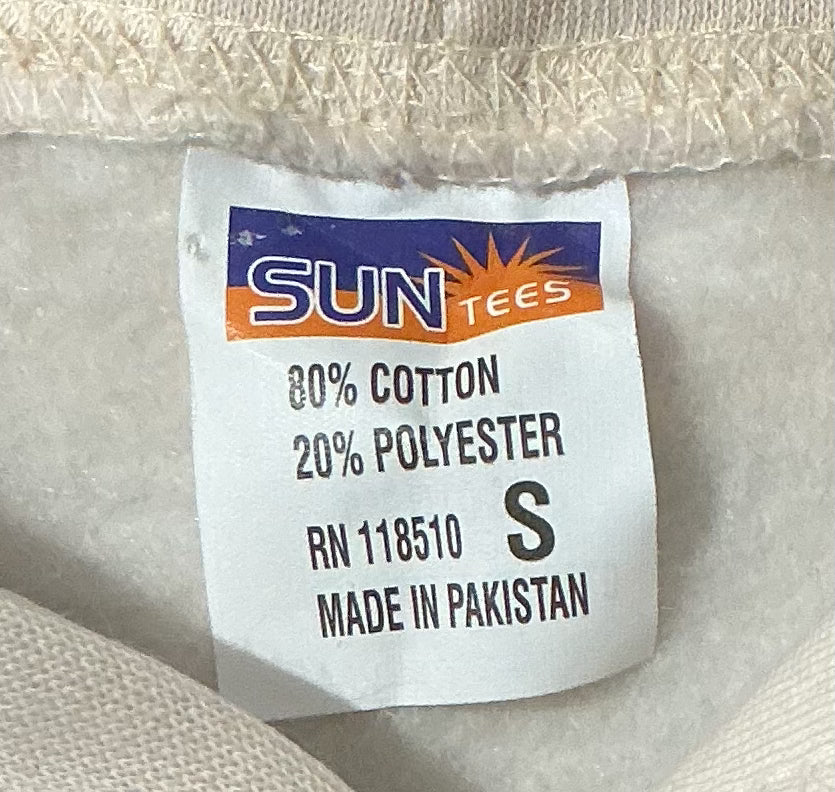 SUN TEES
80% COTTON
20% POLYESTER
RN 118510 S
MADE IN PAKISTAN